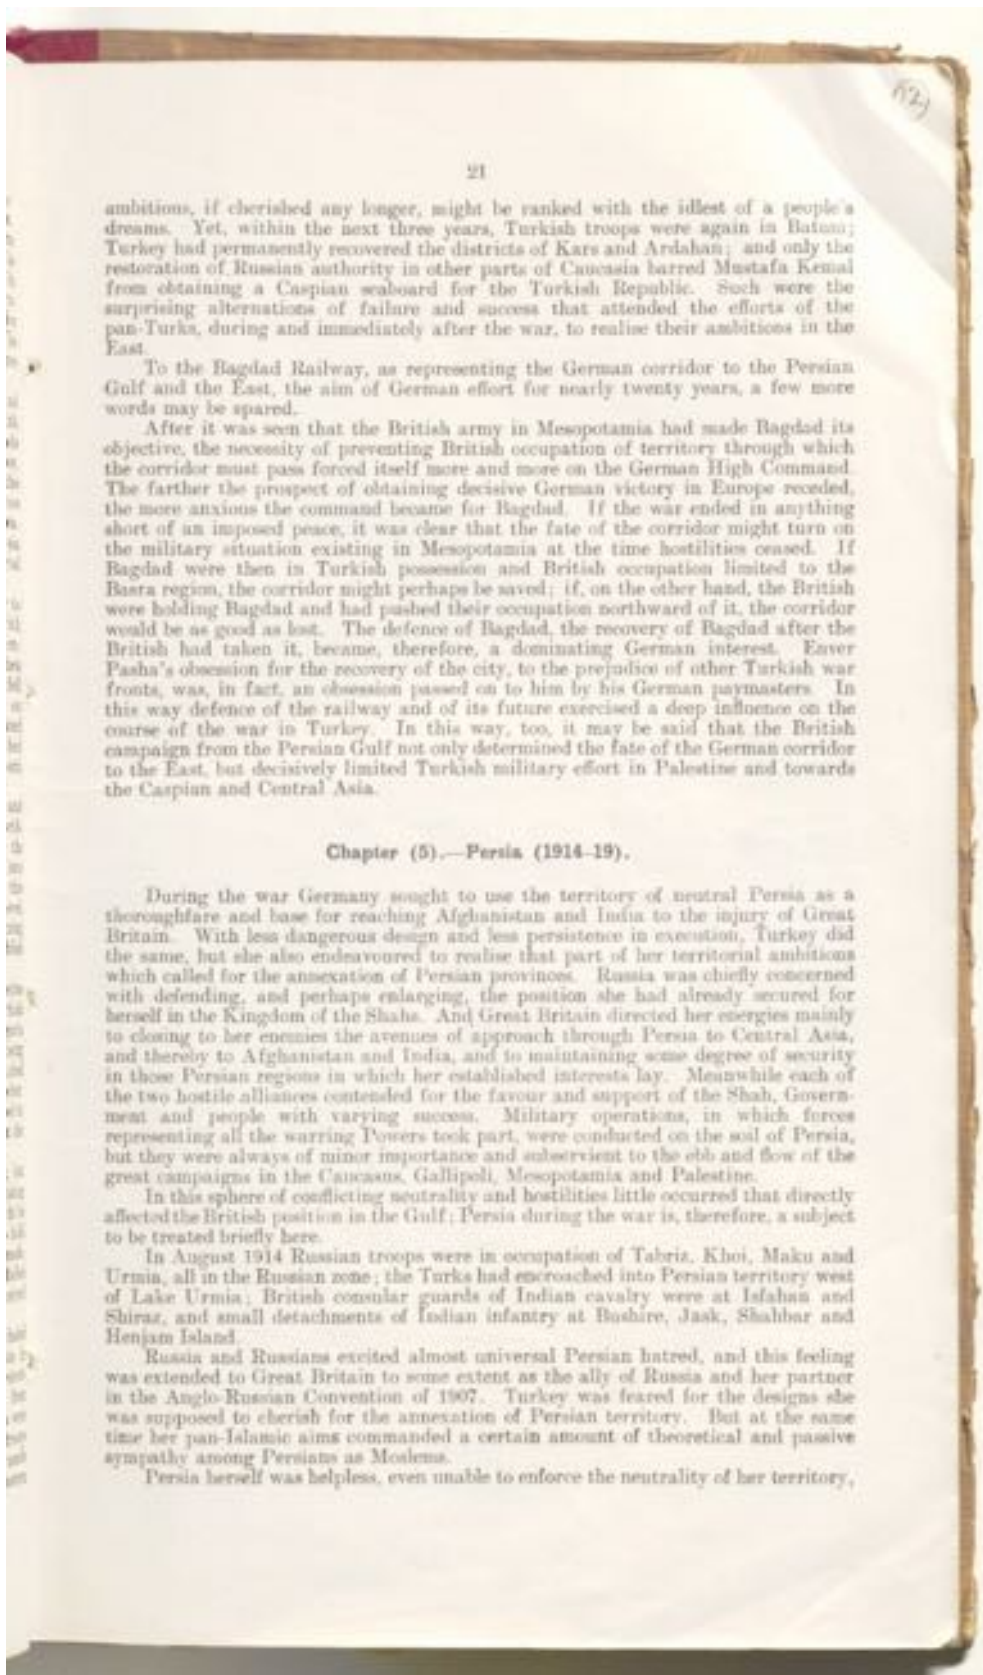 21
ambitions, if cherished any longer, might be ranked with the idlest of a people's
dreams. Yet, within the next three years, Turkish troops were again in Batum;
Turkey had permanently recovered the districts of Kars and Ardahan; and only the
restoration of Russian authority in other parts of Caucasia barred Mustafa Kemal
from obtaining a Caspian seaboard for the Turkish Republic. Such were the
surprising alternations of failure and success that attended the efforts of the
pan-Turks, during and immediately after the war, to realise their ambitions in the
East.
To the Bagdad Railway, as representing the German corridor to the Persian
Gulf and the East, the aim of German effort for nearly twenty years, a few more
words may be spared.
After it was seen that the British army in Mesopotamia had made Bagdad its
objective, the necessity of preventing British occupation of territory through which
the corridor must pass forced itself more and more on the German High Command.
The farther the prospect of obtaining decisive German victory in Europe receded,
the more anxious the command became for Bagdad. If the war ended in anything
short of an imposed peace, it was clear that the fate of the corridor might turn on
the military situation existing in Mesopotamia at the time hostilities ceased. If
Bagdad were then in Turkish possession and British occupation limited to the
Basra region, the corridor might perhaps be saved; if, on the other hand, the British
were holding Bagdad and had pushed their occupation northward of it, the corridor
would be as good as lost. The defence of Bagdad, the recovery of Bagdad after the
British had taken it, became, therefore, a dominating German interest. Enver
Pasha's obsession for the recovery of the city, to the prejudice of other Turkish war
fronts, was, in fact, an obsession passed on to him by his German paymasters. In
this way defence of the railway and of its future exercised a deep influence on the
course of the war in Turkey. In this way, too, it may be said that the British
campaign from the Persian Gulf not only determined the fate of the German corridor
to the East, but decisively limited Turkish military effort in Palestine and towards
the Caspian and Central Asia.
Chapter (5).—Persia (1914-19).
During the war Germany sought to use the territory of neutral Persia as a
thoroughfare and base for reaching Afghanistan and India to the injury of Great
Britain. With less dangerous design and less persistence in execution, Turkey did
the same, but she also endeavoured to realise that part of her territorial ambitions
which called for the annexation of Persian provinces. Russia was chiefly concerned
with defending, and perhaps enlarging, the position she had already secured for
herself in the Kingdom of the Shahs. And Great Britain directed her energies mainly
to closing to her enemies the avenues of approach through Persia to Central Asia,
and thereby to Afghanistan and India, and to maintaining some degree of security
in those Persian regions in which her established interests lay. Meanwhile each of
the two hostile alliances contended for the favour and support of the Shah, Govern-
ment and people with varying success. Military operations, in which forces
representing all the warring Powers took part, were conducted on the soil of Persia,
but they were always of minor importance and subservient to the ebb and flow of the
great campaigns in the Caucasus, Gallipoli, Mesopotamia and Palestine.
In this sphere of conflicting neutrality and hostilities little occurred that directly
affected the British position in the Gulf; Persia during the war is, therefore, a subject
to be treated briefly here.
In August 1914 Russian troops were in occupation of Tabriz, Khoi, Maku and
Urmia, all in the Russian zone; the Turks had encroached into Persian territory west
of Lake Urmia; British consular guards of Indian cavalry were at Isfahan and
Shiraz, and small detachments of Indian infantry at Bushire, Jask, Shahbar and
Henjam Island.
Russia and Russians excited almost universal Persian hatred, and this feeling
was extended to Great Britain to some extent as the ally of Russia and her partner
in the Anglo-Russian Convention of 1907. Turkey was feared for the designs she
was supposed to cherish for the annexation of Persian territory. But at the same
time her pan-Islamic aims commanded a certain amount of theoretical and passive
sympathy among Persians as Moslems.
Persia herself was helpless, even unable to enforce the neutrality of her territory,